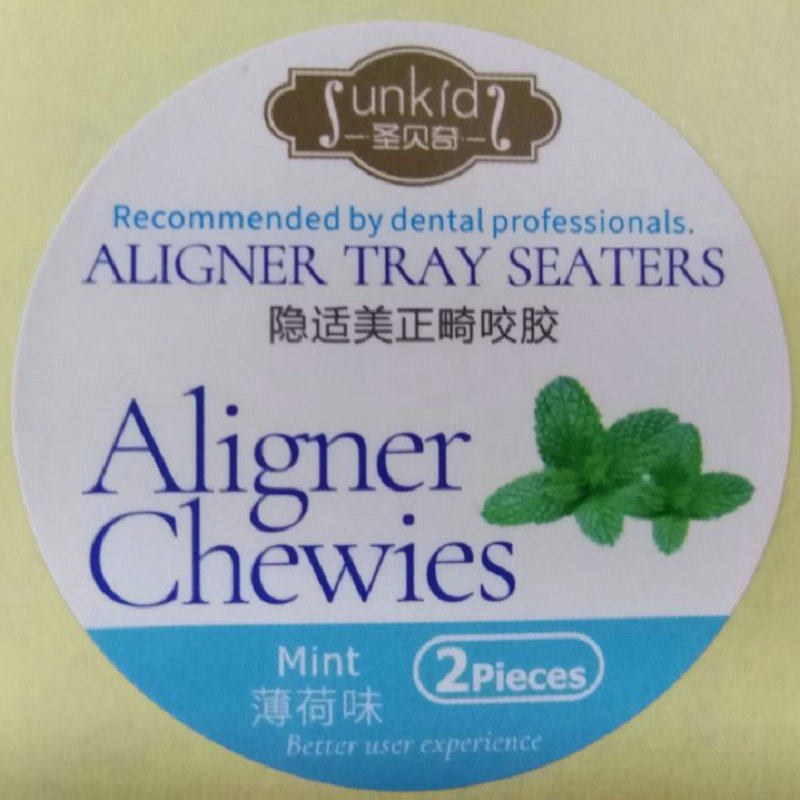 Sunkids
圣贝奇
Recommended by dental professionals.
ALIGNER TRAY SEATERS
隐适美正畸咬胶
Aligner
Chewies
Mint
2Pieces
薄荷味
Better user experience